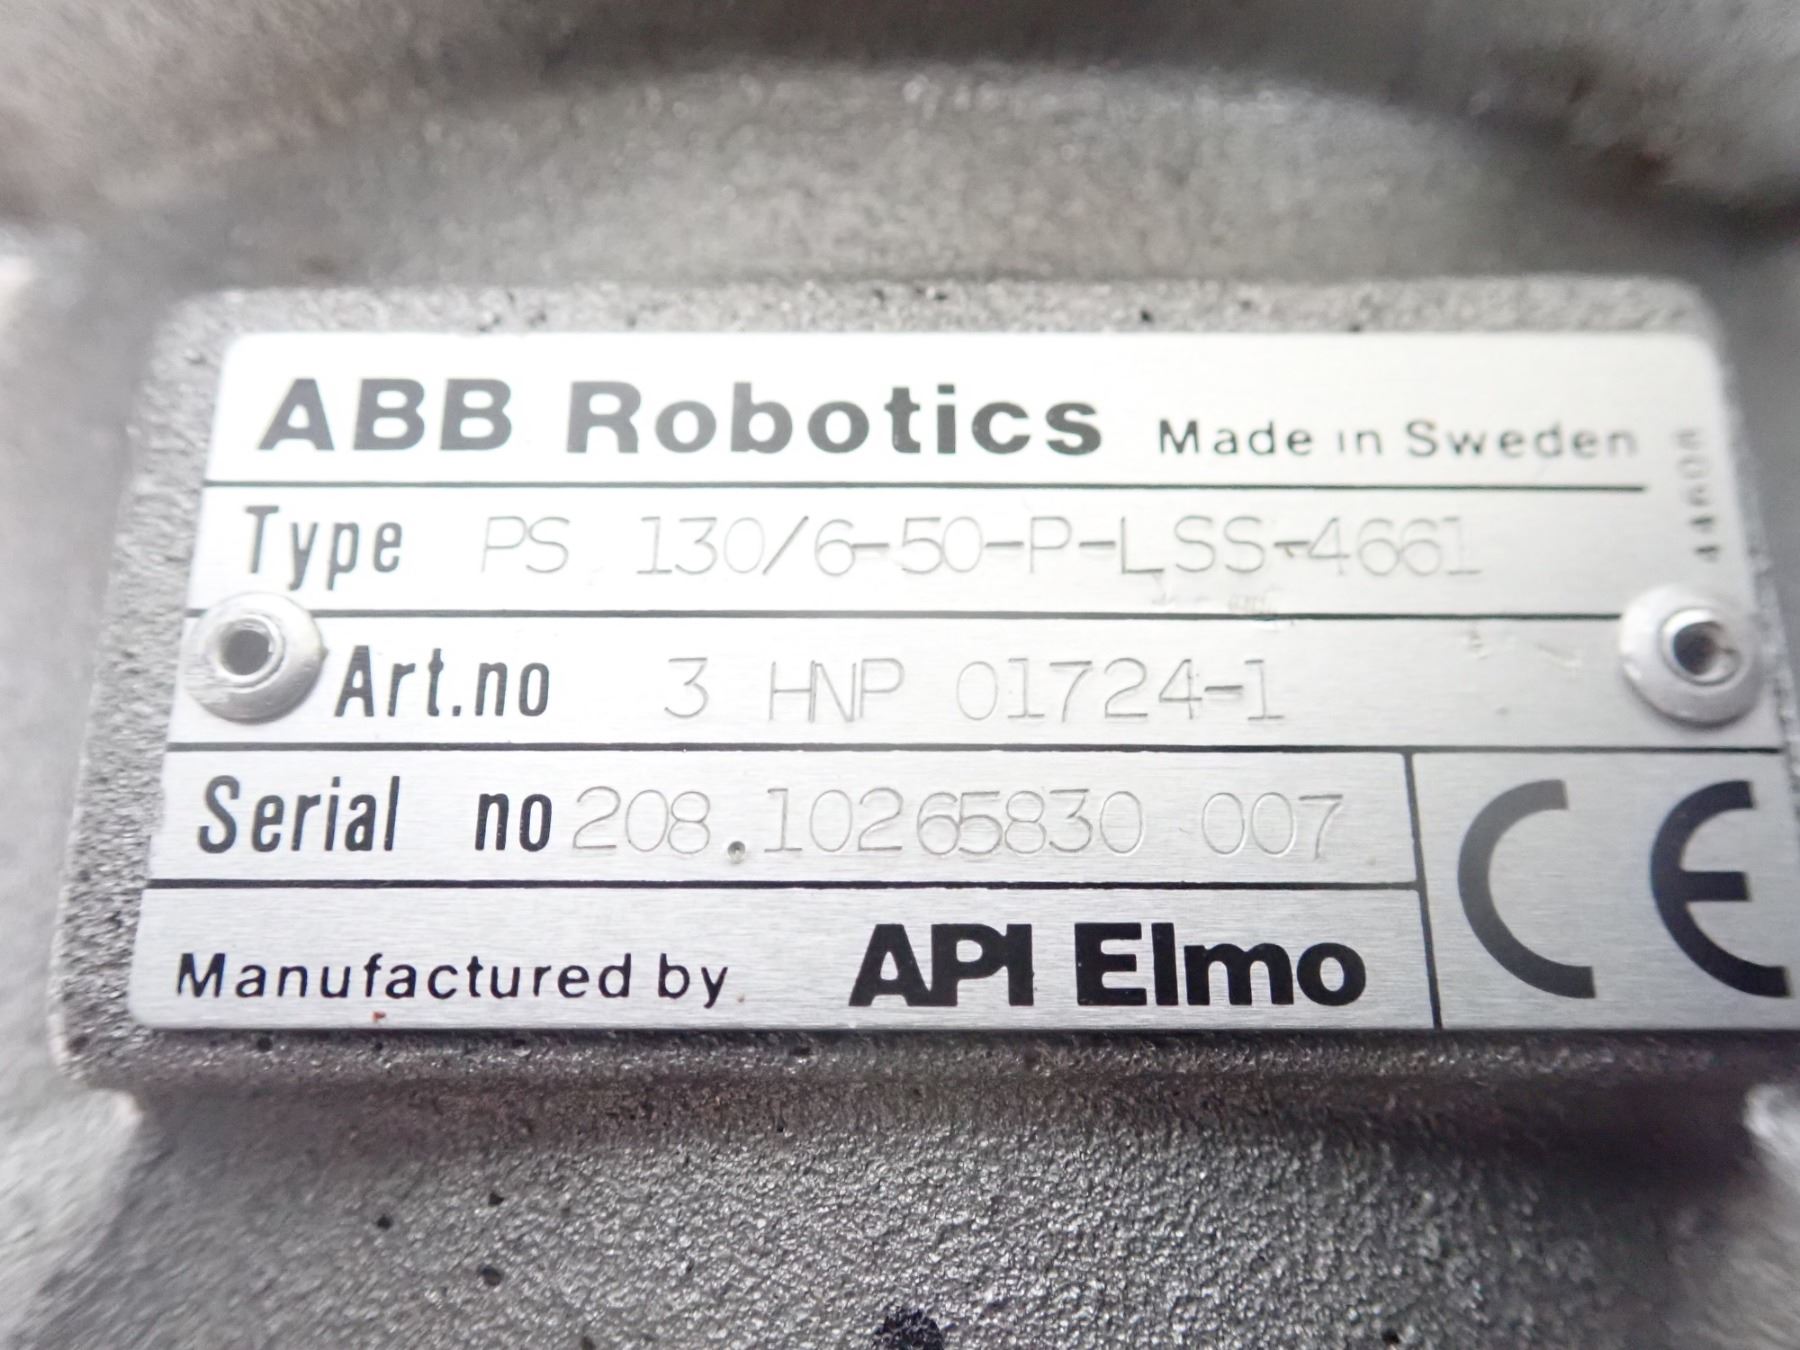 ABB Robotics Made in Sweden
Type PS 130/6-50-P-LSS-4661
Art.no 3 HNP 01724-1
Serial no 208.10265830 007
Manufactured by API Elmo
CE